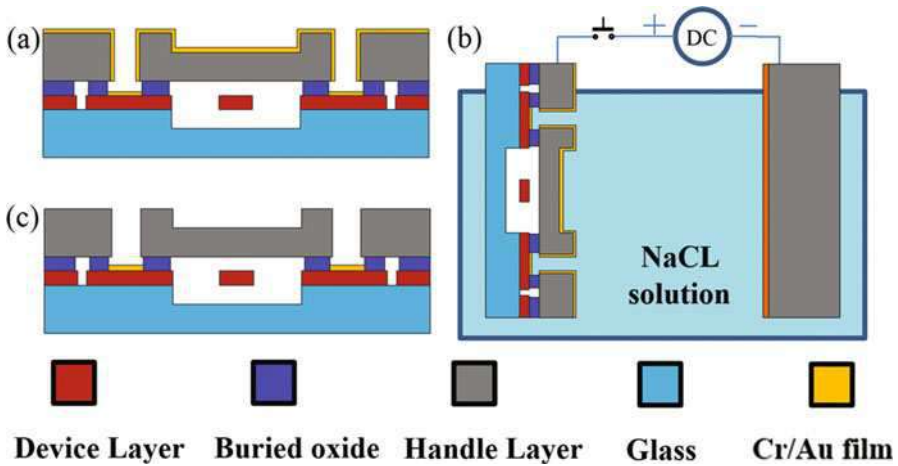 (a)
(b)
+
DC
−
(c)
NaCL
solution
Device Layer
Buried oxide
Handle Layer
Glass
Cr/Au film